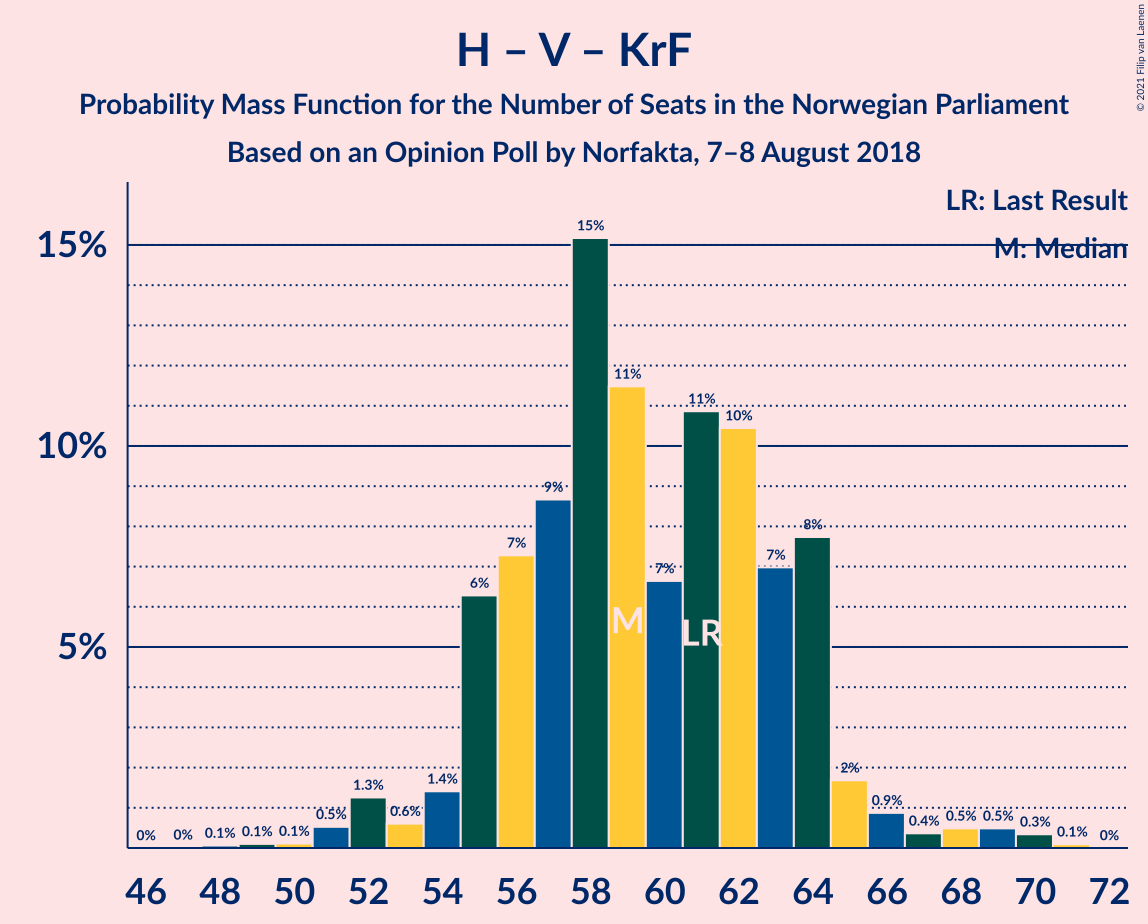 H – V – KrF
Probability Mass Function for the Number of Seats in the Norwegian Parliament
Based on an Opinion Poll by Norfakta, 7–8 August 2018
© 2021 Filip van Laenen
LR: Last Result
M: Median
15%
10%
5%
0% 0% 0.1% 0.1% 0.1% 0.5% 1.3% 0.6% 1.4% 6% 7% 9% 15% 11% 7% 11% 10% 7% 8% 2% 0.9% 0.4% 0.5% 0.5% 0.3% 0.1% 0%
M LR
46 48 50 52 54 56 58 60 62 64 66 68 70 72